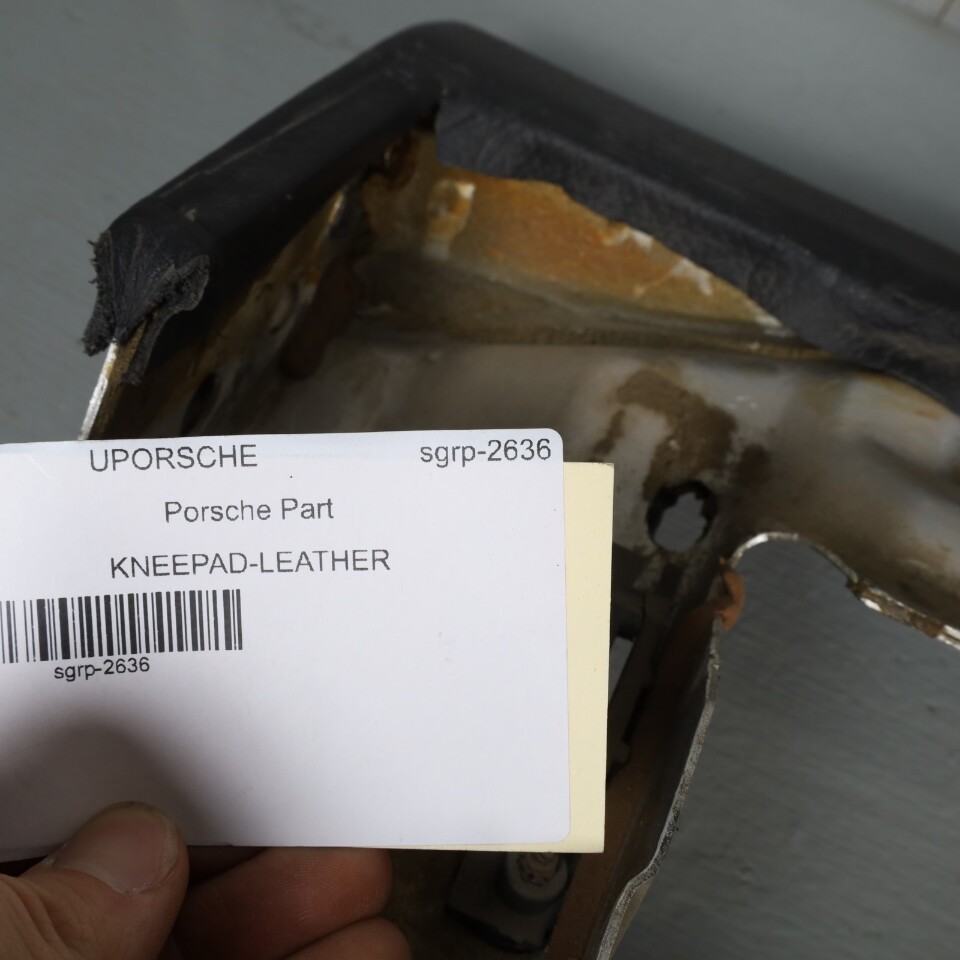 UPORSCHE sgrp-2636
Porsche Part
KNEEPAD-LEATHER
sgrp-2636